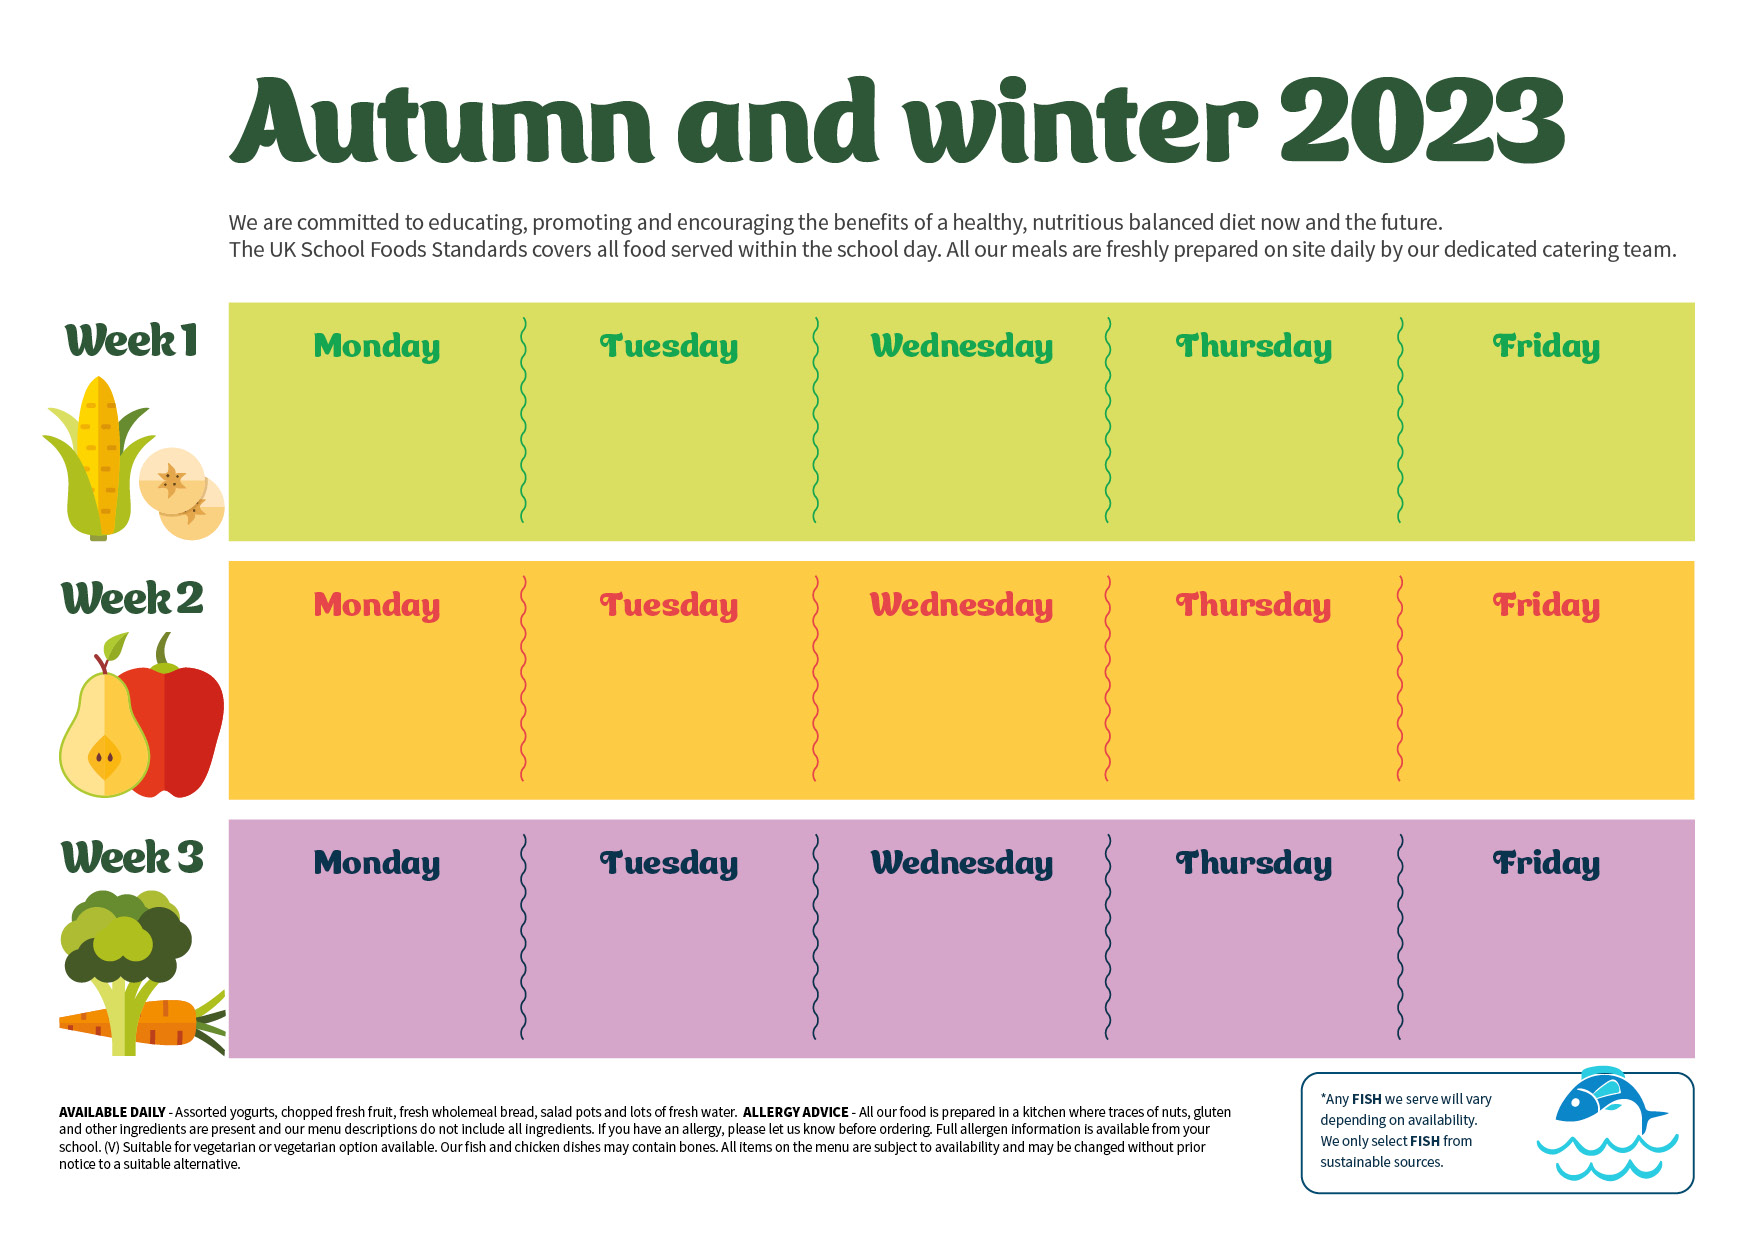 Autumn and winter 2023
We are committed to educating, promoting and encouraging the benefits of a healthy, nutritious balanced diet now and the future.
The UK School Foods Standards covers all food served within the school day. All our meals are freshly prepared on site daily by our dedicated catering team.
Week 1
Monday Tuesday Wednesday Thursday Friday
Week 2
Monday Tuesday Wednesday Thursday Friday
Week 3
Monday Tuesday Wednesday Thursday Friday
AVAILABLE DAILY - Assorted yogurts, chopped fresh fruit, fresh wholemeal bread, salad pots and lots of fresh water. ALLERGY ADVICE - All our food is prepared in a kitchen where traces of nuts, gluten
and other ingredients are present and our menu descriptions do not include all ingredients. If you have an allergy, please let us know before ordering. Full allergen information is available from your
school. (V) Suitable for vegetarian or vegetarian option available. Our fish and chicken dishes may contain bones. All items on the menu are subject to availability and may be changed without prior
notice to a suitable alternative.
*Any FISH we serve will vary
depending on availability.
We only select FISH from
sustainable sources.